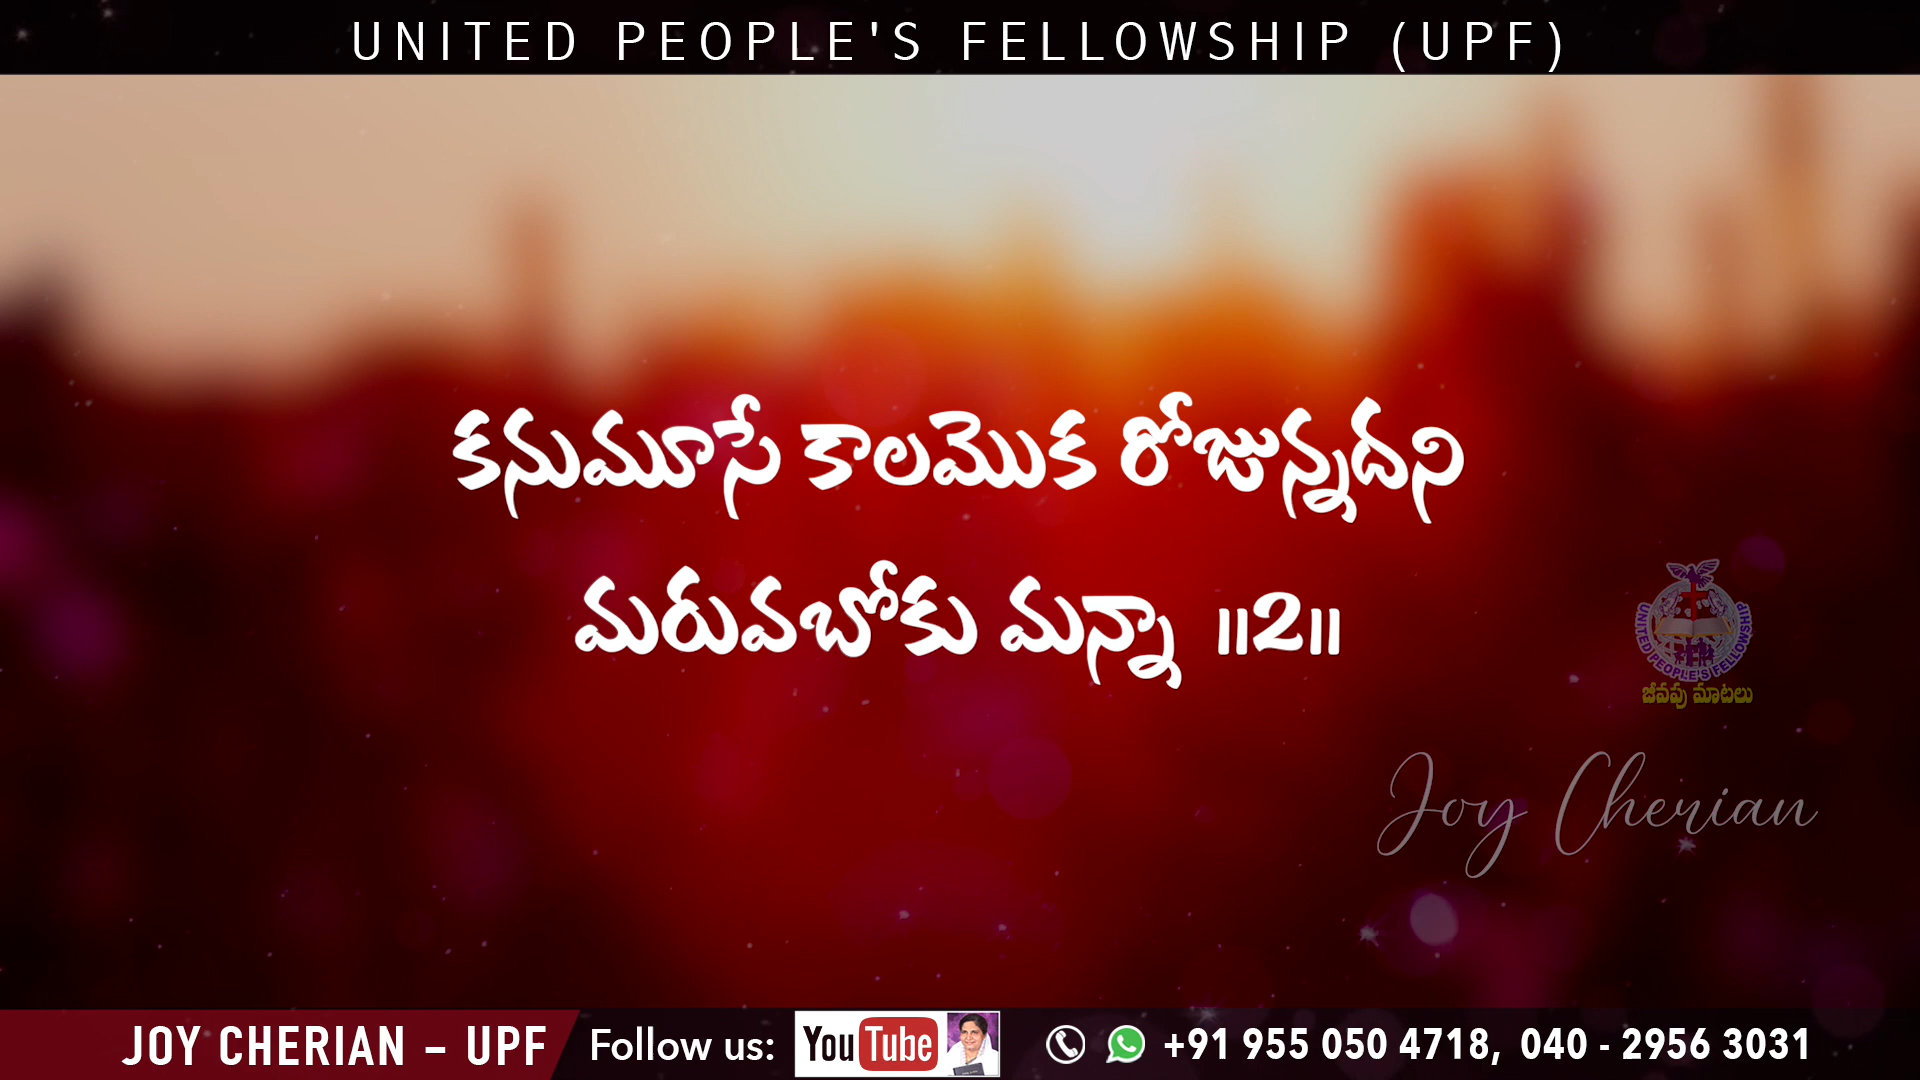 UNITED PEOPLE'S FELLOWSHIP (UPF)
కనుమూసే కాలమొక రోజున్నదని
మరువబోకు మన్నా ॥2॥
UNITED PEOPLE'S FELLOWSHIP
UPF
జీవపు మాటలు
Joy Cherian
JOY CHERIAN – UPF Follow us: YouTube +91 955 050 4718, 040 - 2956 3031